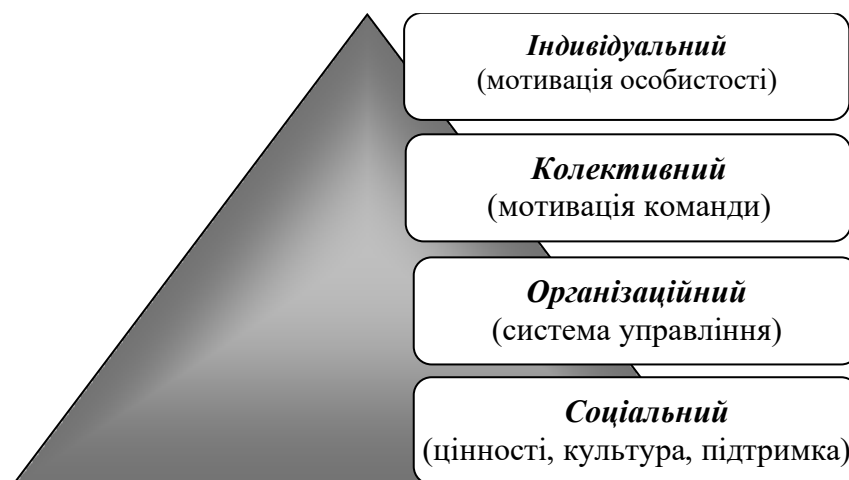 Індивідуальний
(мотивація особистості)
Колективний
(мотивація команди)
Організаційний
(система управління)
Соціальний
(цінності, культура, підтримка)